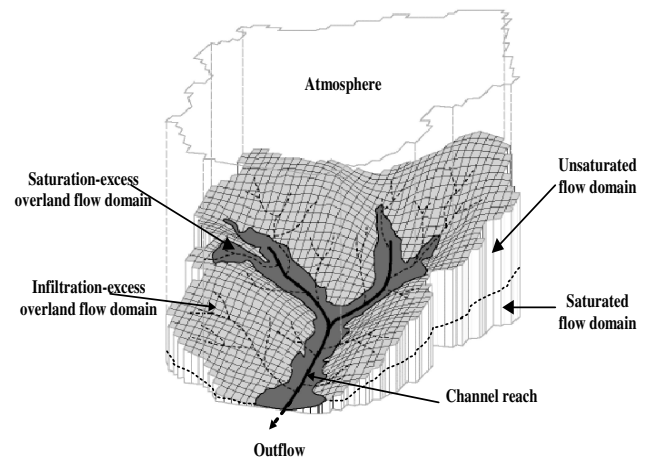 Atmosphere
Saturation-excess
overland flow domain
Unsaturated
flow domain
Infiltration-excess
overland flow domain
Saturated
flow domain
Channel reach
Outflow